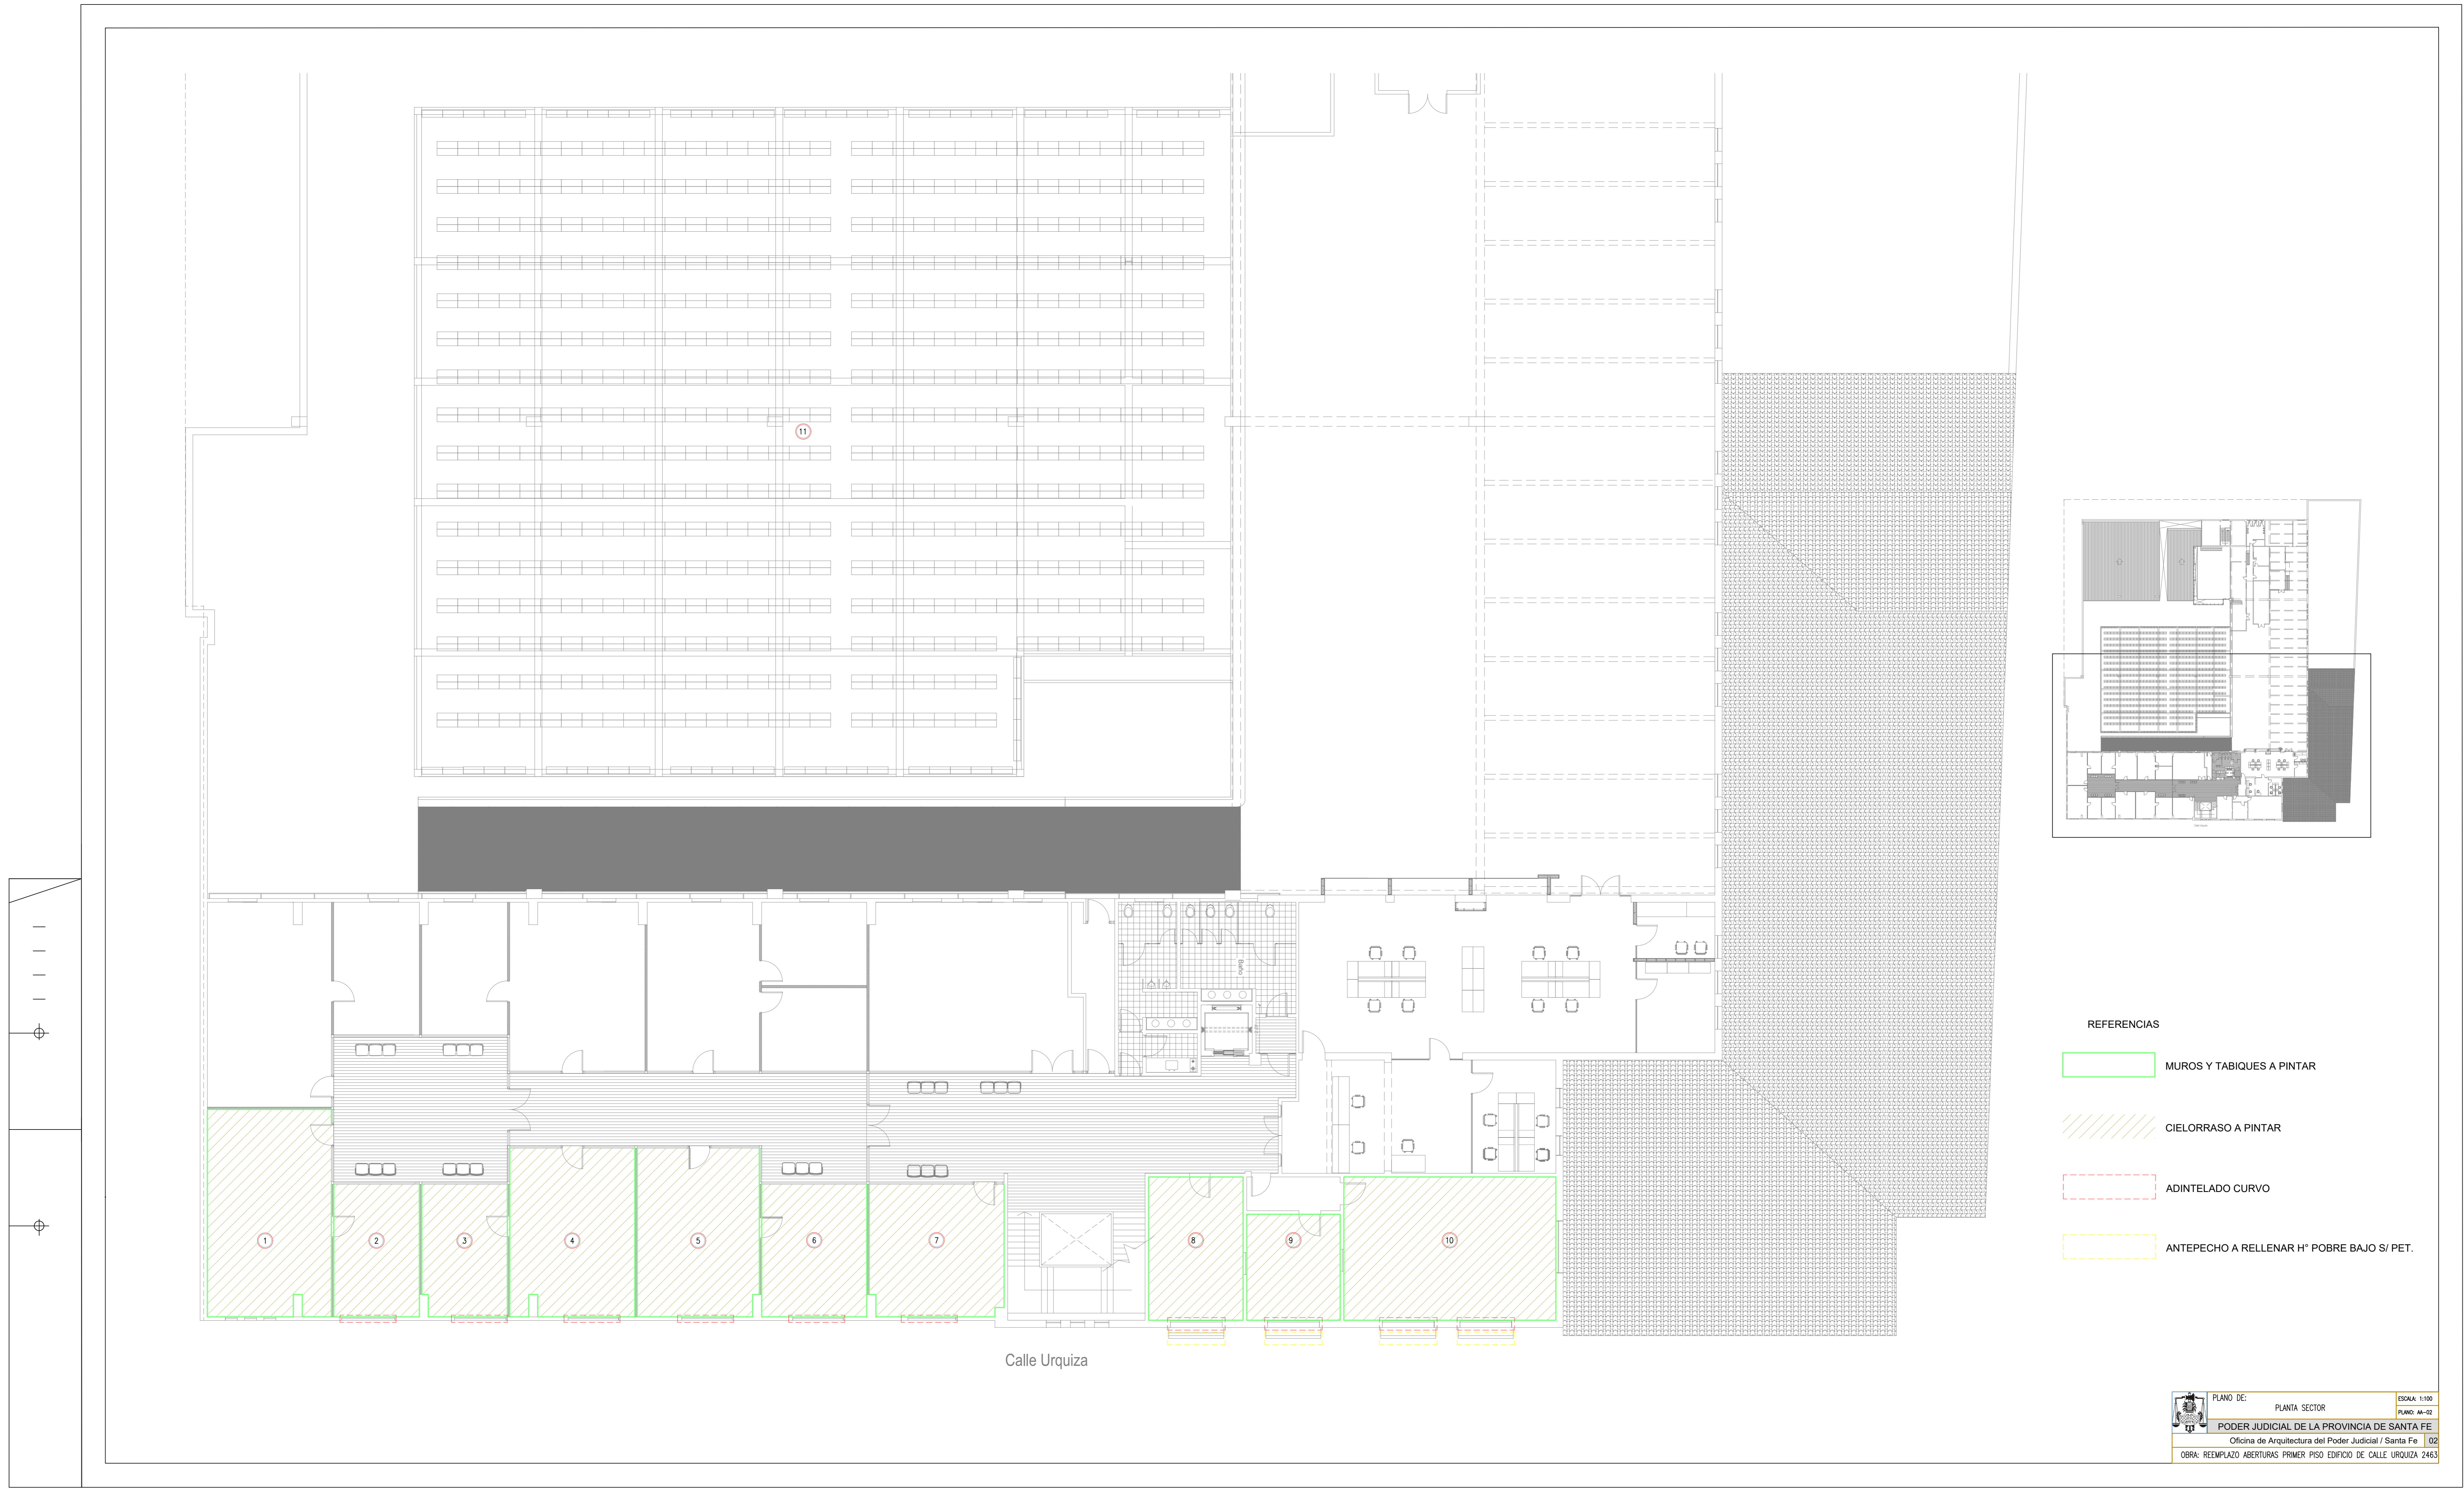 11
Baño
1
2
3
4
5
6
7
8
9
10
Calle Urquiza
REFERENCIAS
MUROS Y TABIQUES A PINTAR
CIELORRASO A PINTAR
ADINTELADO CURVO
ANTEPECHO A RELLENAR H° POBRE BAJO S/ PET.
PLANO DE:
PLANTA SECTOR
ESCALA: 1:100
PLANO: AA-02
PODER JUDICIAL DE LA PROVINCIA DE SANTA FE
Oficina de Arquitectura del Poder Judicial / Santa Fe 02
OBRA: REEMPLAZO ABERTURAS PRIMER PISO EDIFICIO DE CALLE URQUIZA 2463